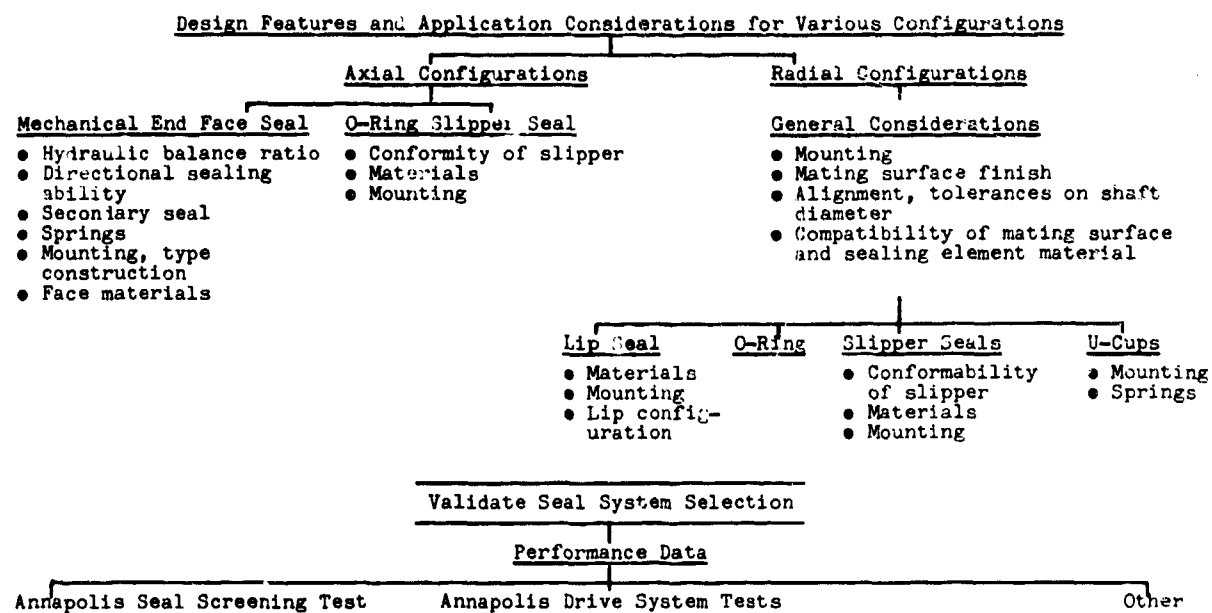 Design Features and Application Considerations for Various Configurations
Axial Configurations
Radial Configurations
Mechanical End Face Seal
● Hydraulic balance ratio
● Directional sealing
ability
● Secondary seal
● Springs
● Mounting, type
construction
● Face materials
O-Ring Slipper Seal
● Conformity of slipper
● Materials
● Mounting
General Considerations
● Mounting
● Mating surface finish
● Alignment, tolerances on shaft
diameter
● Compatibility of mating surface
and sealing element material
Lip Seal
● Materials
● Mounting
● Lip config-
uration
O-Ring
Slipper Seals
● Conformability
of slipper
● Materials
● Mounting
U-Cups
● Mounting
● Springs
Validate Seal System Selection
Performance Data
Annapolis Seal Screening Test
Annapolis Drive System Tests
Other